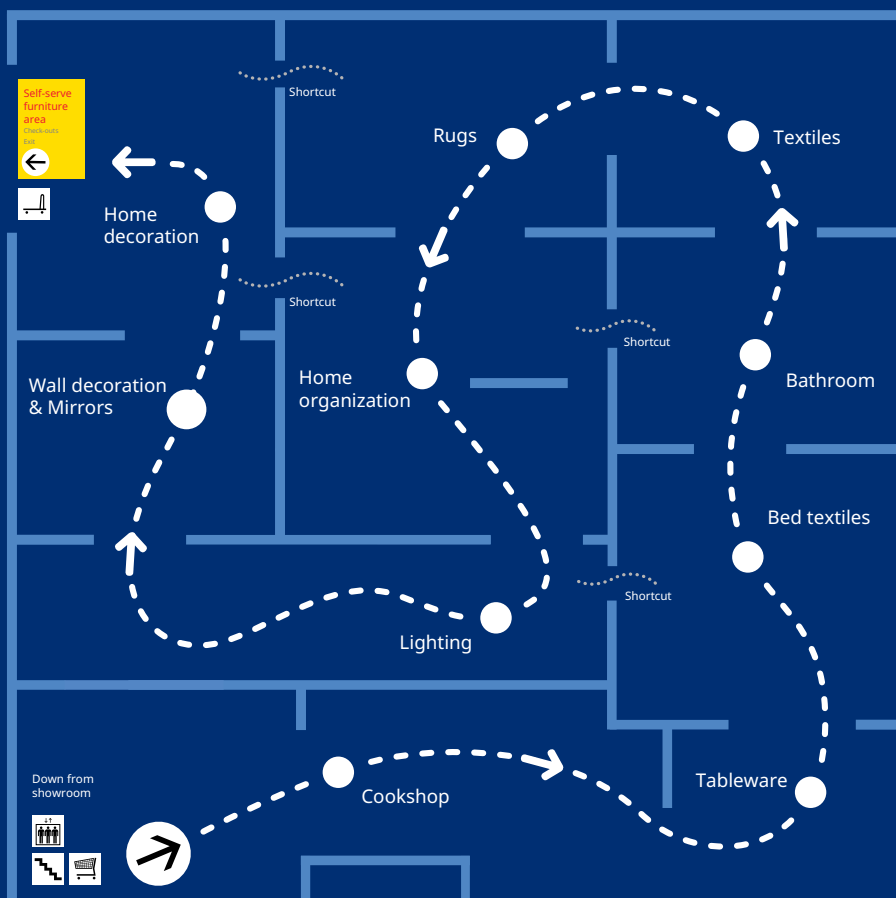 Shortcut
Self-serve
furniture
area
Check-outs
Exit
Rugs
Textiles
Home
decoration
Shortcut
Shortcut
Wall decoration
& Mirrors
Home
organization
Bathroom
Bed textiles
Shortcut
Lighting
Down from
showroom
Cookshop
Tableware